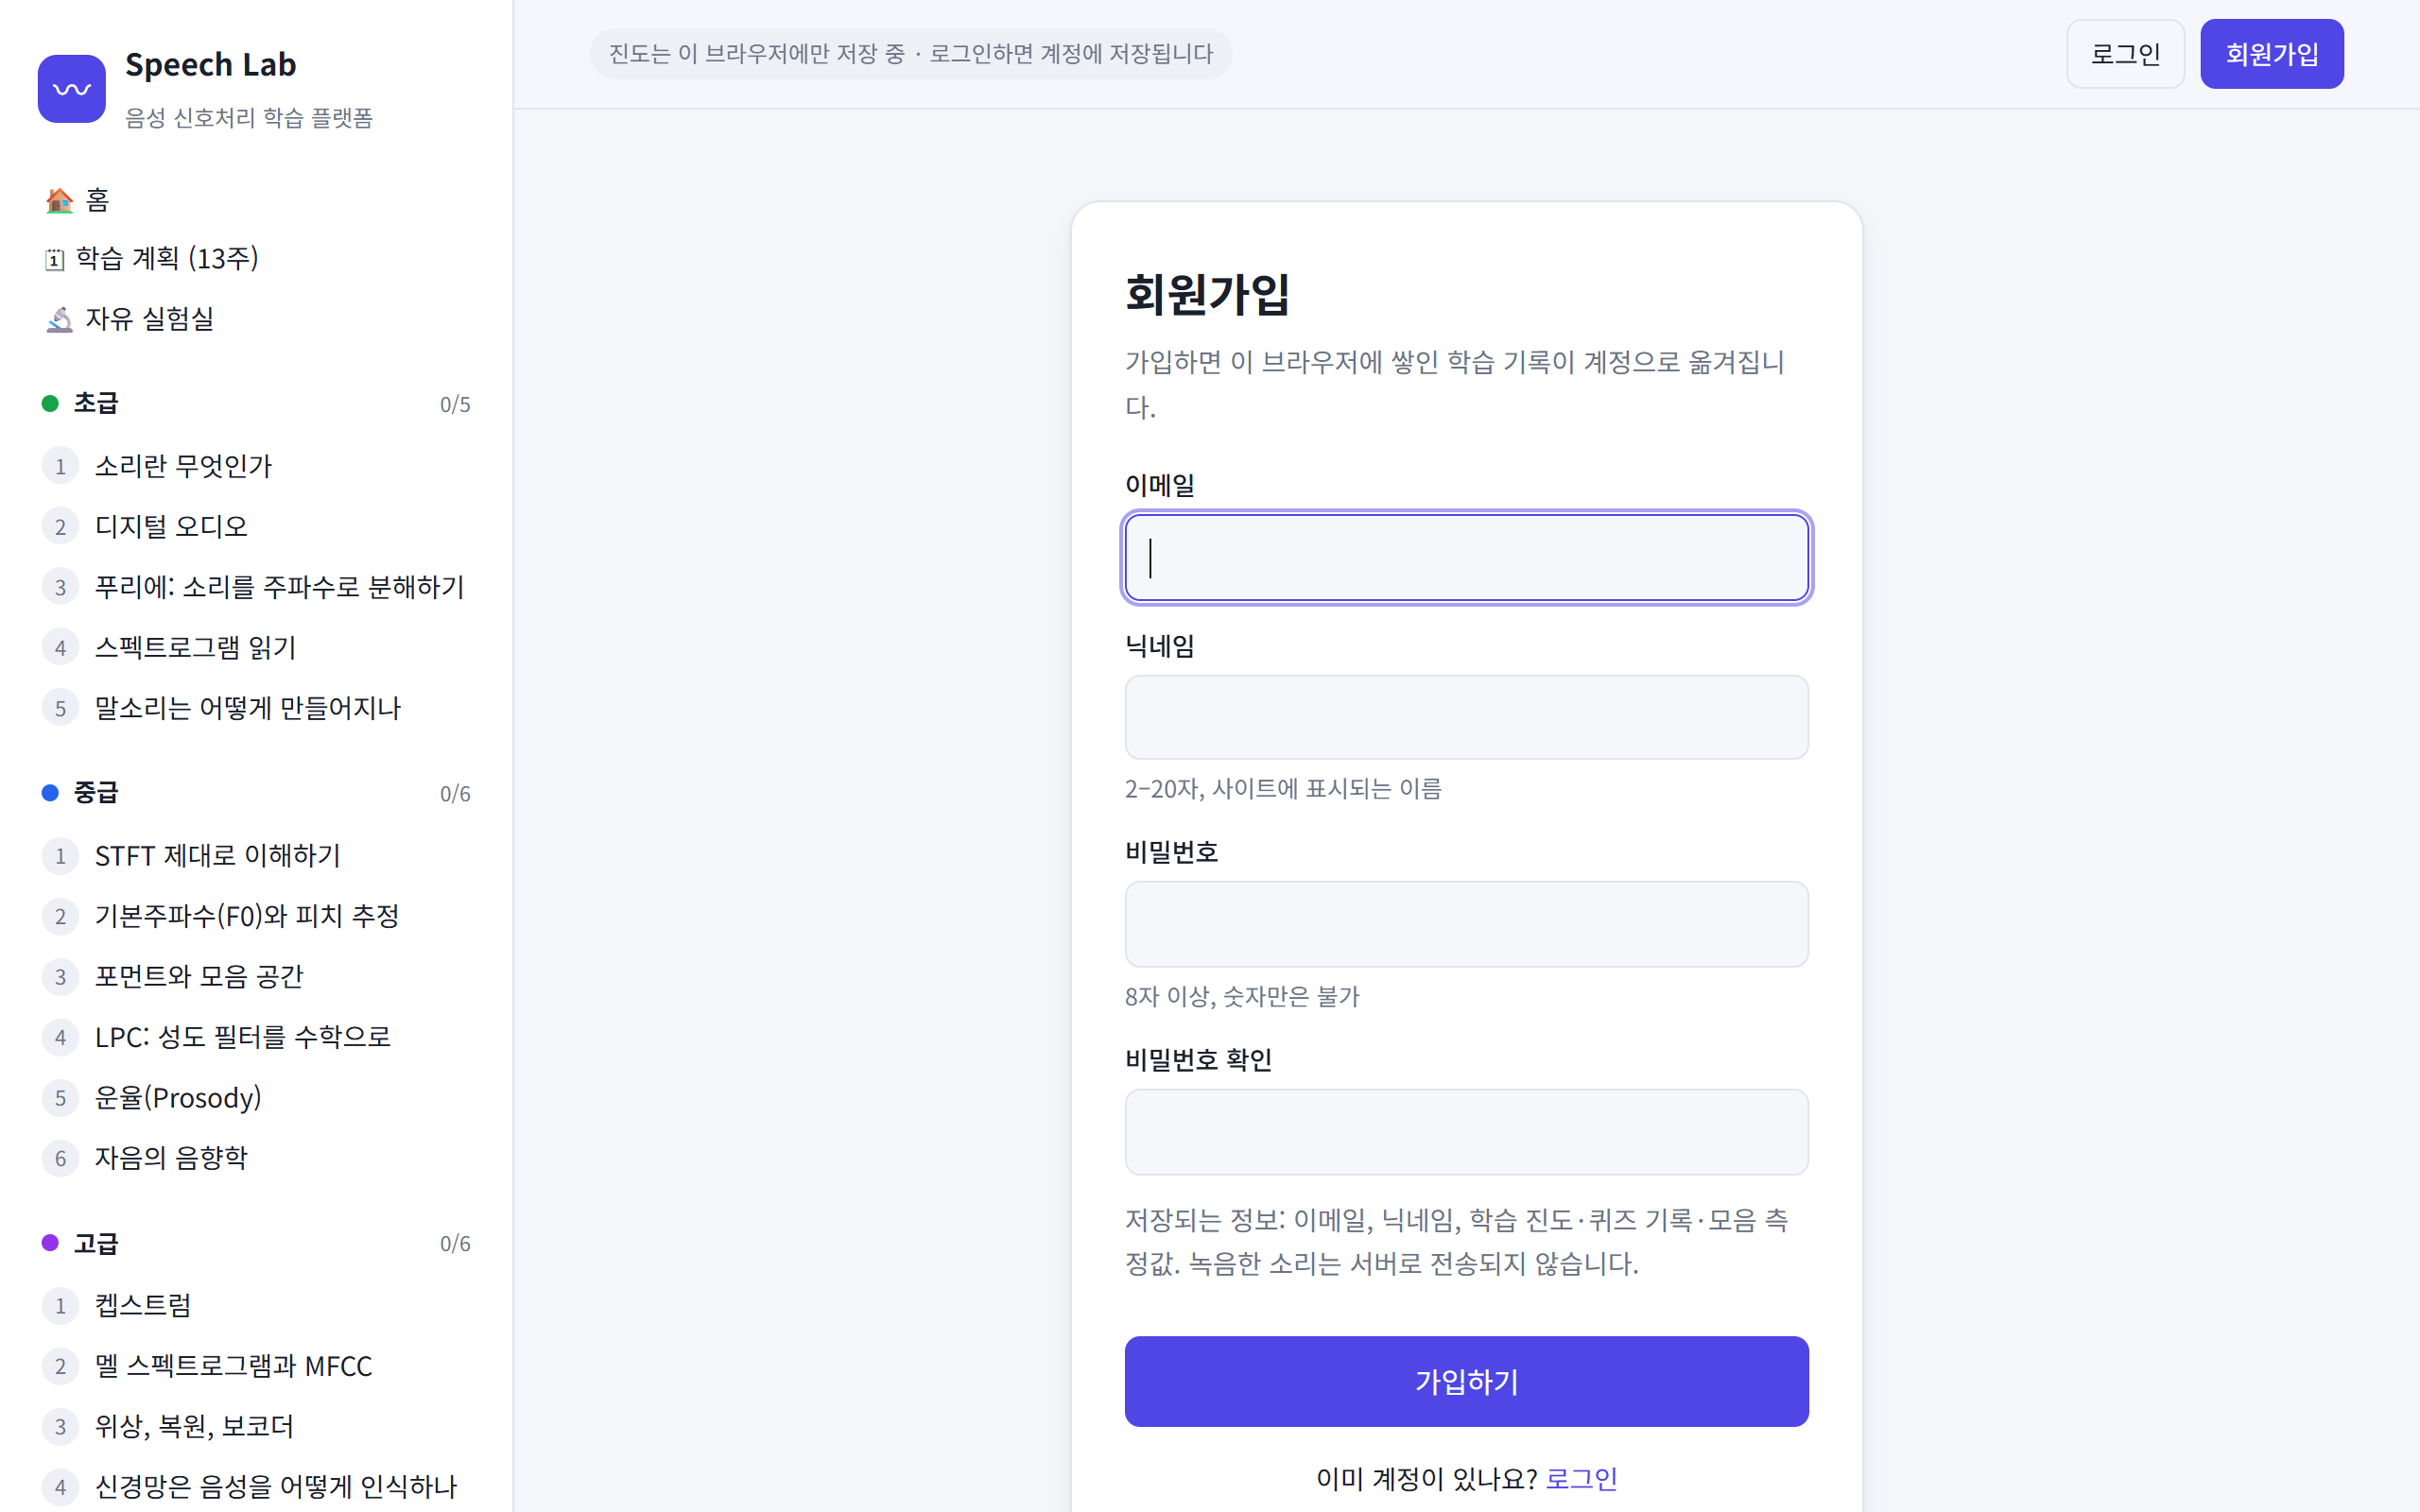 Speech Lab
음성 신호처리 학습 플랫폼
홈
학습 계획 (13주)
자유 실험실
초급 0/5
1 소리란 무엇인가
2 디지털 오디오
3 푸리에: 소리를 주파수로 분해하기
4 스펙트로그램 읽기
5 말소리는 어떻게 만들어지나
중급 0/6
1 STFT 제대로 이해하기
2 기본주파수(F0)와 피치 추정
3 포먼트와 모음 공간
4 LPC: 성도 필터를 수학으로
5 운율(Prosody)
6 자음의 음향학
고급 0/6
1 켑스트럼
2 멜 스펙트로그램과 MFCC
3 위상, 복원, 보코더
4 신경망은 음성을 어떻게 인식하나
진도는 이 브라우저에만 저장 중 · 로그인하면 계정에 저장됩니다
로그인
회원가입
회원가입
가입하면 이 브라우저에 쌓인 학습 기록이 계정으로 옮겨집니
다.
이메일
닉네임
2–20자, 사이트에 표시되는 이름
비밀번호
8자 이상, 숫자만은 불가
비밀번호 확인
저장되는 정보: 이메일, 닉네임, 학습 진도·퀴즈 기록·모음 측
정값. 녹음한 소리는 서버로 전송되지 않습니다.
가입하기
이미 계정이 있나요? 로그인